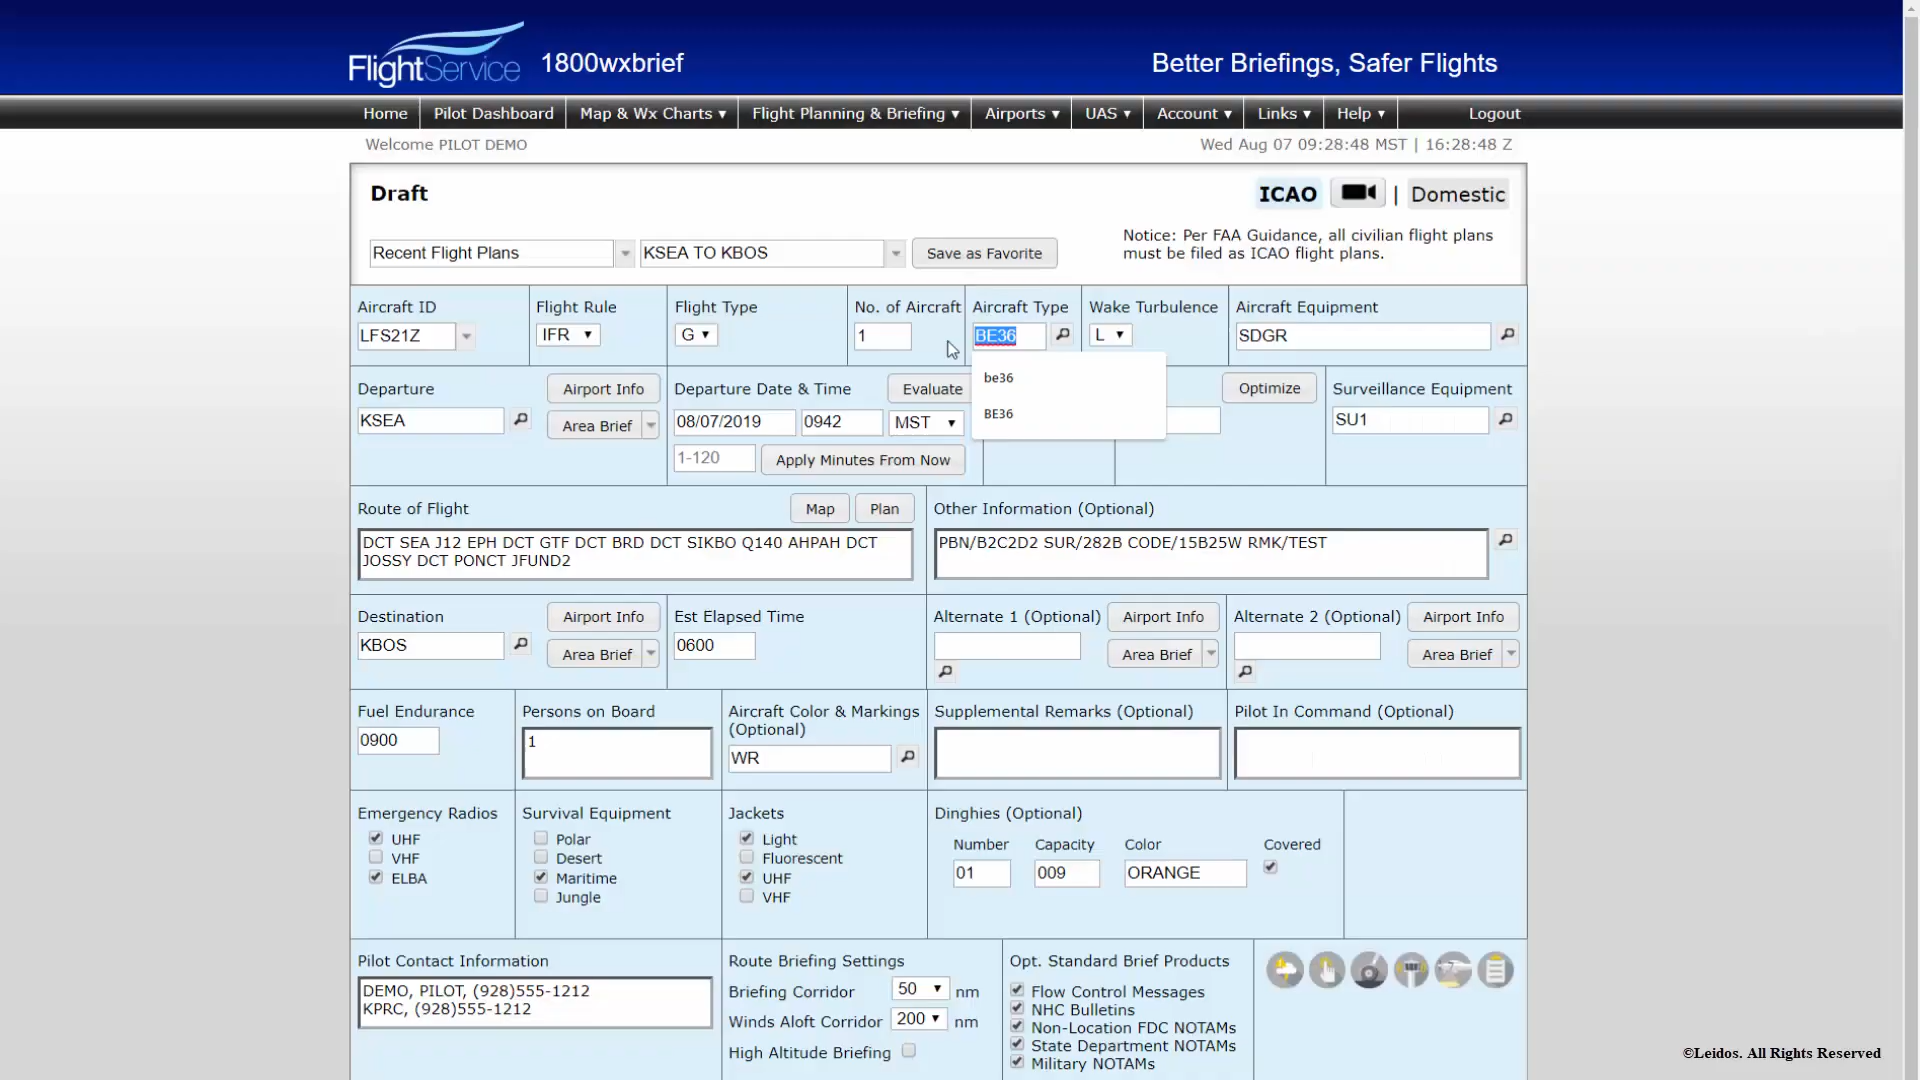 FlightService 1800wxbrief Better Briefings, Safer Flights
Home Pilot Dashboard Map & Wx Charts ▾ Flight Planning & Briefing ▾ Airports ▾ UAS ▾ Account ▾ Links ▾ Help ▾ Logout
Welcome PILOT DEMO Wed Aug 07 09:28:48 MST | 16:28:48 Z
Draft ICAO | Domestic
Notice: Per FAA Guidance, all civilian flight plans
must be filed as ICAO flight plans.
Recent Flight Plans KSEA TO KBOS Save as Favorite
Aircraft ID Flight Rule Flight Type No. of Aircraft Aircraft Type Wake Turbulence Aircraft Equipment
LFS21Z IFR G 1 BE36 L SDGR
be36
BE36
Departure Airport Info Departure Date & Time Evaluate Optimize Surveillance Equipment
KSEA Area Brief 08/07/2019 0942 MST SU1
1-120 Apply Minutes From Now
Route of Flight Map Plan Other Information (Optional)
DCT SEA J12 EPH DCT GTF DCT BRD DCT SIKBO Q140 AHPAH DCT
JOSSY DCT PONCT JFUND2
PBN/B2C2D2 SUR/282B CODE/15B25W RMK/TEST
Destination Airport Info Est Elapsed Time Alternate 1 (Optional) Airport Info Alternate 2 (Optional) Airport Info
KBOS Area Brief 0600 Area Brief Area Brief
Fuel Endurance Persons on Board Aircraft Color & Markings
(Optional)
Supplemental Remarks (Optional) Pilot In Command (Optional)
0900 1 WR
Emergency Radios Survival Equipment Jackets Dinghies (Optional)
UHF Polar Light Number Capacity Color Covered
VHF Desert Fluorescent 01 009 ORANGE
ELBA Maritime UHF
Jungle VHF
Pilot Contact Information Route Briefing Settings Opt. Standard Brief Products
DEMO, PILOT, (928)555-1212
KPRC, (928)555-1212
Briefing Corridor 50 nm
Winds Aloft Corridor 200 nm
High Altitude Briefing
Flow Control Messages
NHC Bulletins
Non-Location FDC NOTAMs
State Department NOTAMs
Military NOTAMs
©Leidos. All Rights Reserved